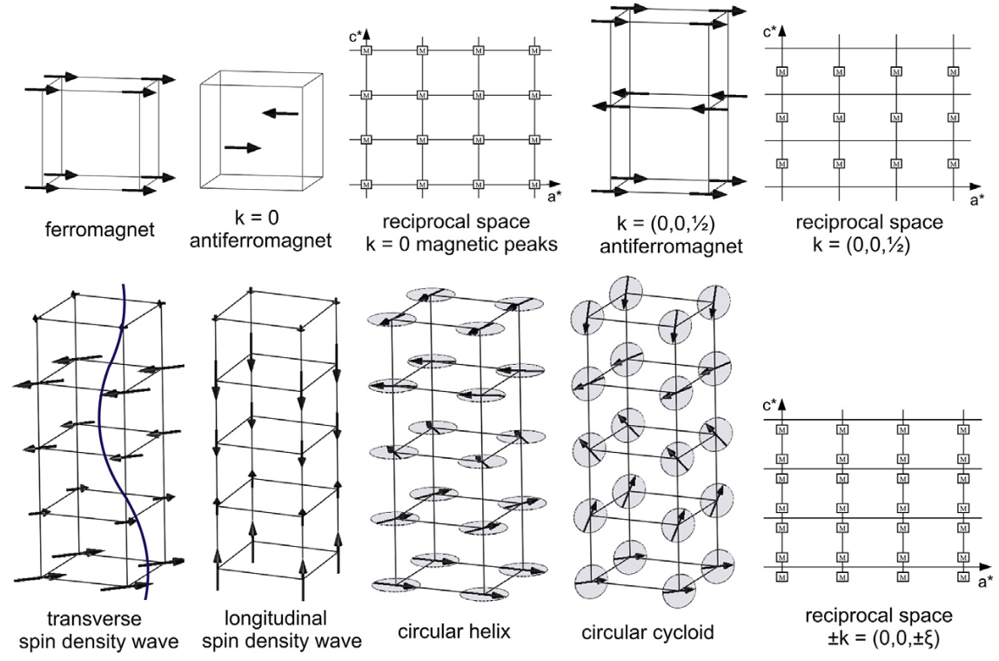 c*
M M M M
M M M M
M M M M
M M M M
a*
c*
M M M M
M M M M
M M M M
a*
ferromagnet
k = 0
antiferromagnet
reciprocal space
k = 0 magnetic peaks
k = (0,0,½)
antiferromagnet
reciprocal space
k = (0,0,½)
c*
M M M M
M M M M
M M M M
M M M M
M M M M
M M M M
a*
transverse
spin density wave
longitudinal
spin density wave
circular helix
circular cycloid
reciprocal space
±k = (0,0,±ξ)